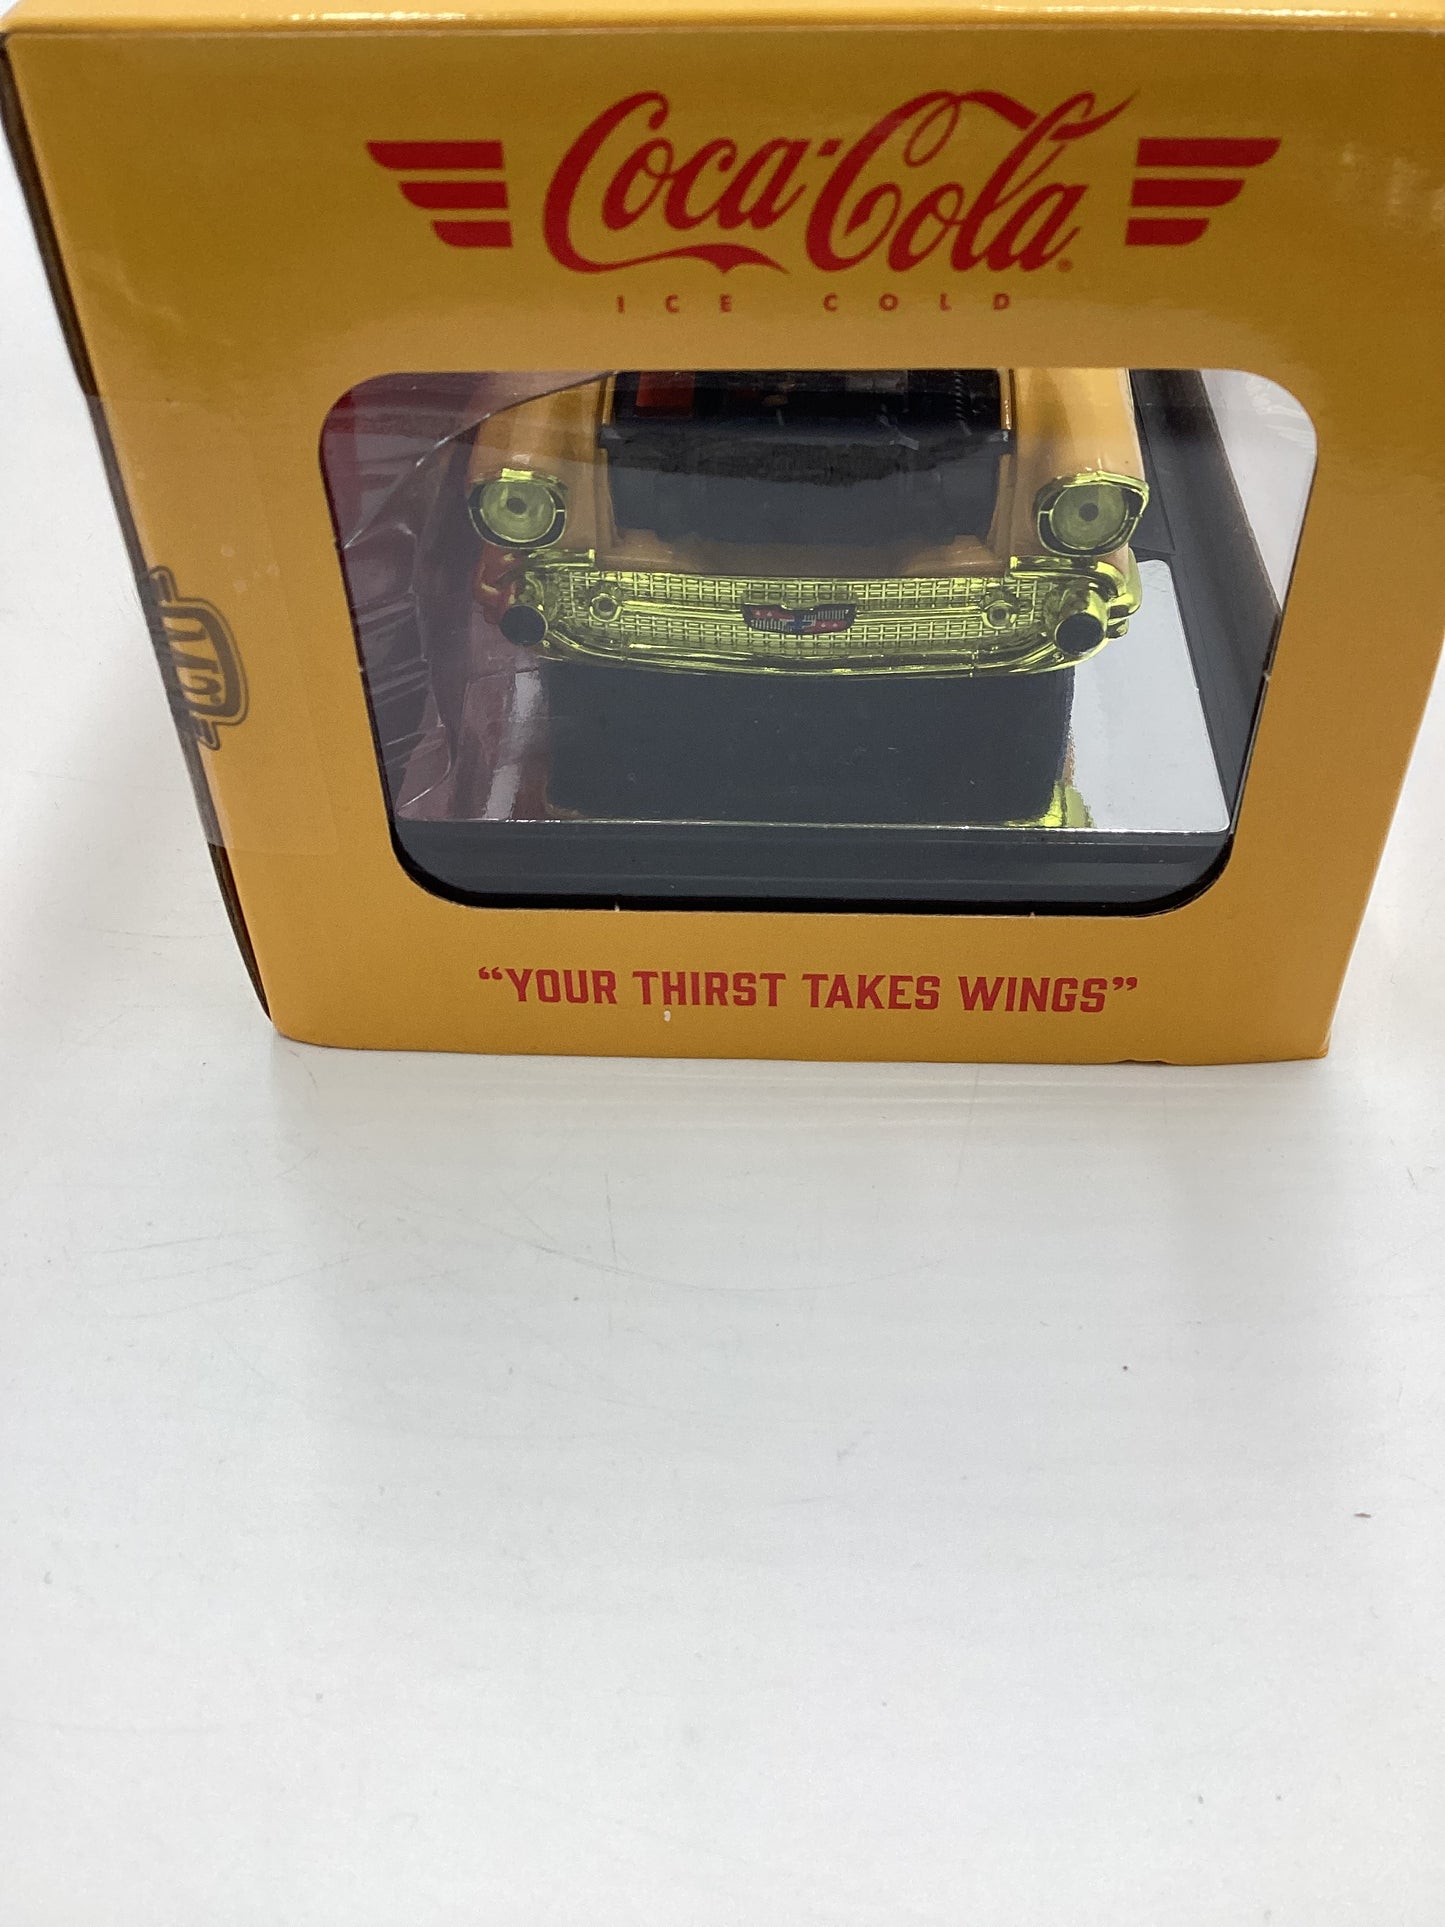 Coca-Cola®
ICE COLD
"YOUR THIRST TAKES WINGS"